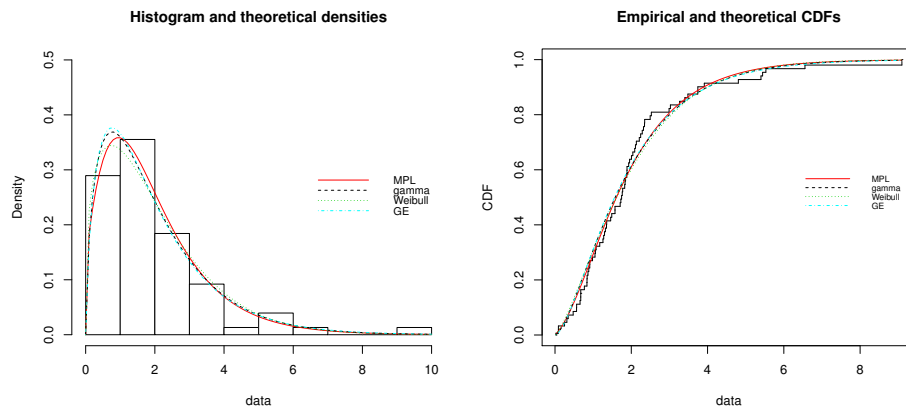 Histogram and theoretical densities
Density
0.0 0.1 0.2 0.3 0.4 0.5
MPL
gamma
Weibull
GE
0 2 4 6 8 10
data
Empirical and theoretical CDFs
CDF
0.0 0.2 0.4 0.6 0.8 1.0
MPL
gamma
Weibull
GE
0 2 4 6 8
data